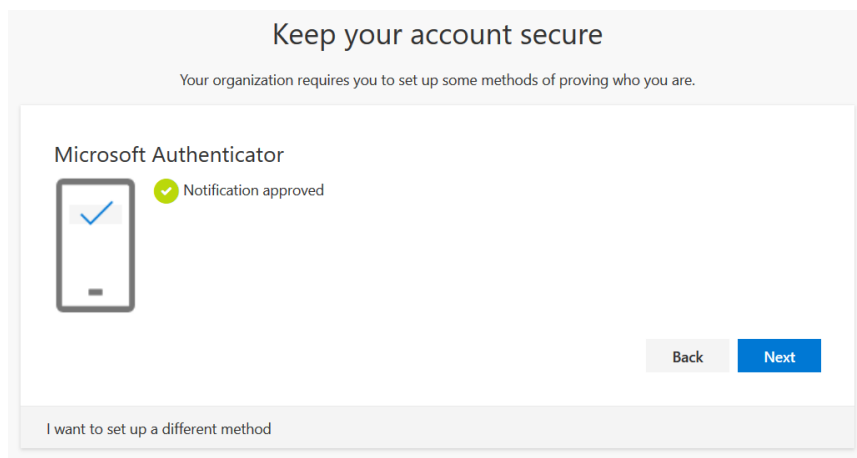 Keep your account secure
Your organization requires you to set up some methods of proving who you are.
Microsoft Authenticator
Notification approved
Back Next
I want to set up a different method